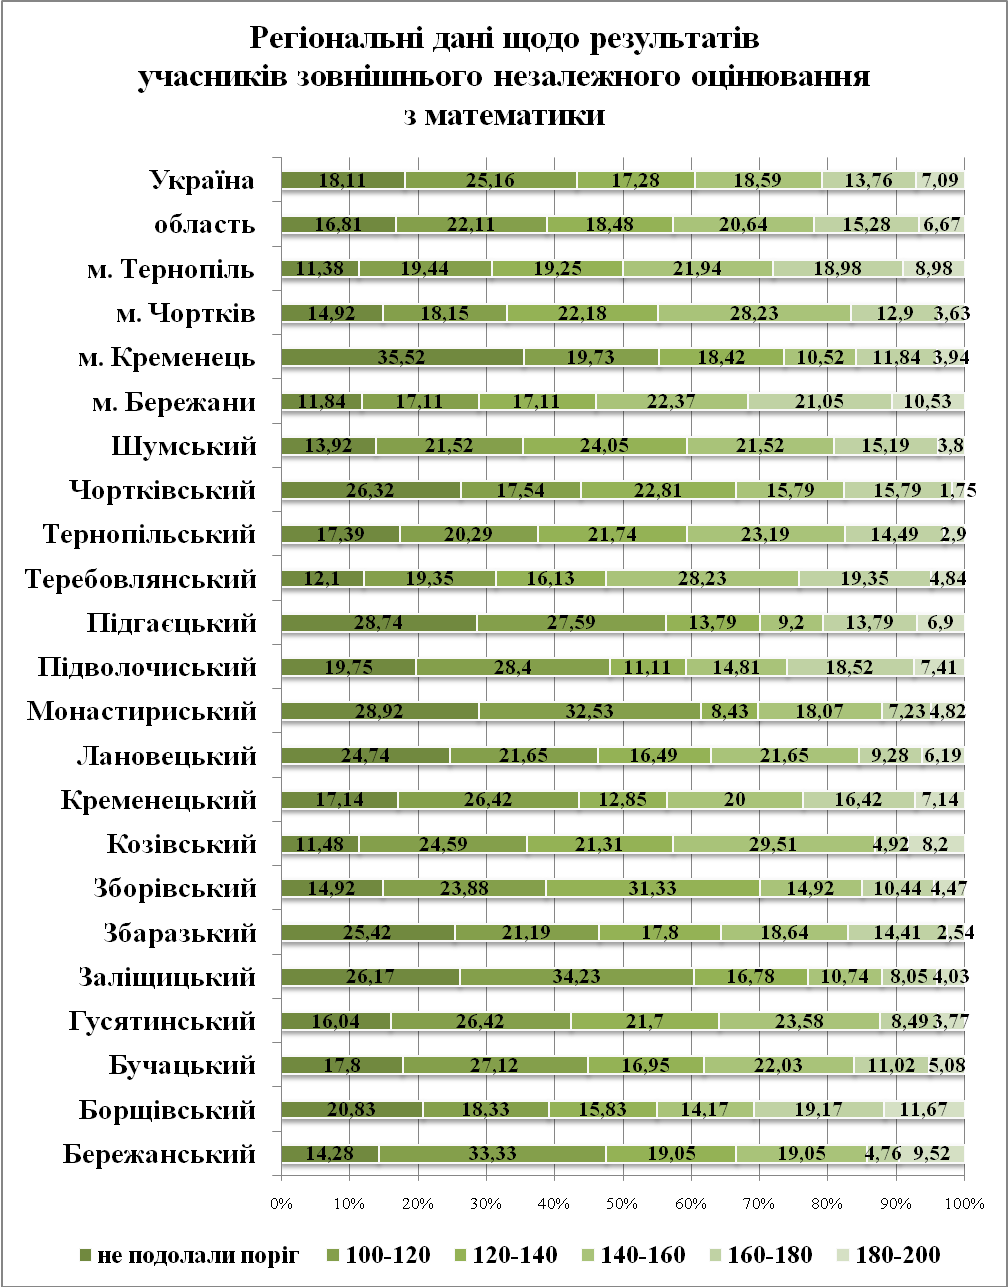 Регіональні дані щодо результатів
учасників зовнішнього незалежного оцінювання
з математики
Україна 18,11 25,16 17,28 18,59 13,76 7,09
область 16,81 22,11 18,48 20,64 15,28 6,67
м. Тернопіль 11,38 19,44 19,25 21,94 18,98 8,98
м. Чортків 14,92 18,15 22,18 28,23 12,9 3,63
м. Кременець 35,52 19,73 18,42 10,52 11,84 3,94
м. Бережани 11,84 17,11 17,11 22,37 21,05 10,53
Шумський 13,92 21,52 24,05 21,52 15,19 3,8
Чортківський 26,32 17,54 22,81 15,79 15,79 1,75
Тернопільський 17,39 20,29 21,74 23,19 14,49 2,9
Теребовлянський 12,1 19,35 16,13 28,23 19,35 4,84
Підгаєцький 28,74 27,59 13,79 9,2 13,79 6,9
Підволочиський 19,75 28,4 11,11 14,81 18,52 7,41
Монастириський 28,92 32,53 8,43 18,07 7,23 4,82
Лановецький 24,74 21,65 16,49 21,65 9,28 6,19
Кременецький 17,14 26,42 12,85 20 16,42 7,14
Козівський 11,48 24,59 21,31 29,51 4,92 8,2
Зборівський 14,92 23,88 31,33 14,92 10,44 4,47
Збаразький 25,42 21,19 17,8 18,64 14,41 2,54
Заліщицький 26,17 34,23 16,78 10,74 8,05 4,03
Гусятинський 16,04 26,42 21,7 23,58 8,49 3,77
Бучацький 17,8 27,12 16,95 22,03 11,02 5,08
Борщівський 20,83 18,33 15,83 14,17 19,17 11,67
Бережанський 14,28 33,33 19,05 19,05 4,76 9,52
0% 10% 20% 30% 40% 50% 60% 70% 80% 90% 100%
не подолали поріг 100-120 120-140 140-160 160-180 180-200